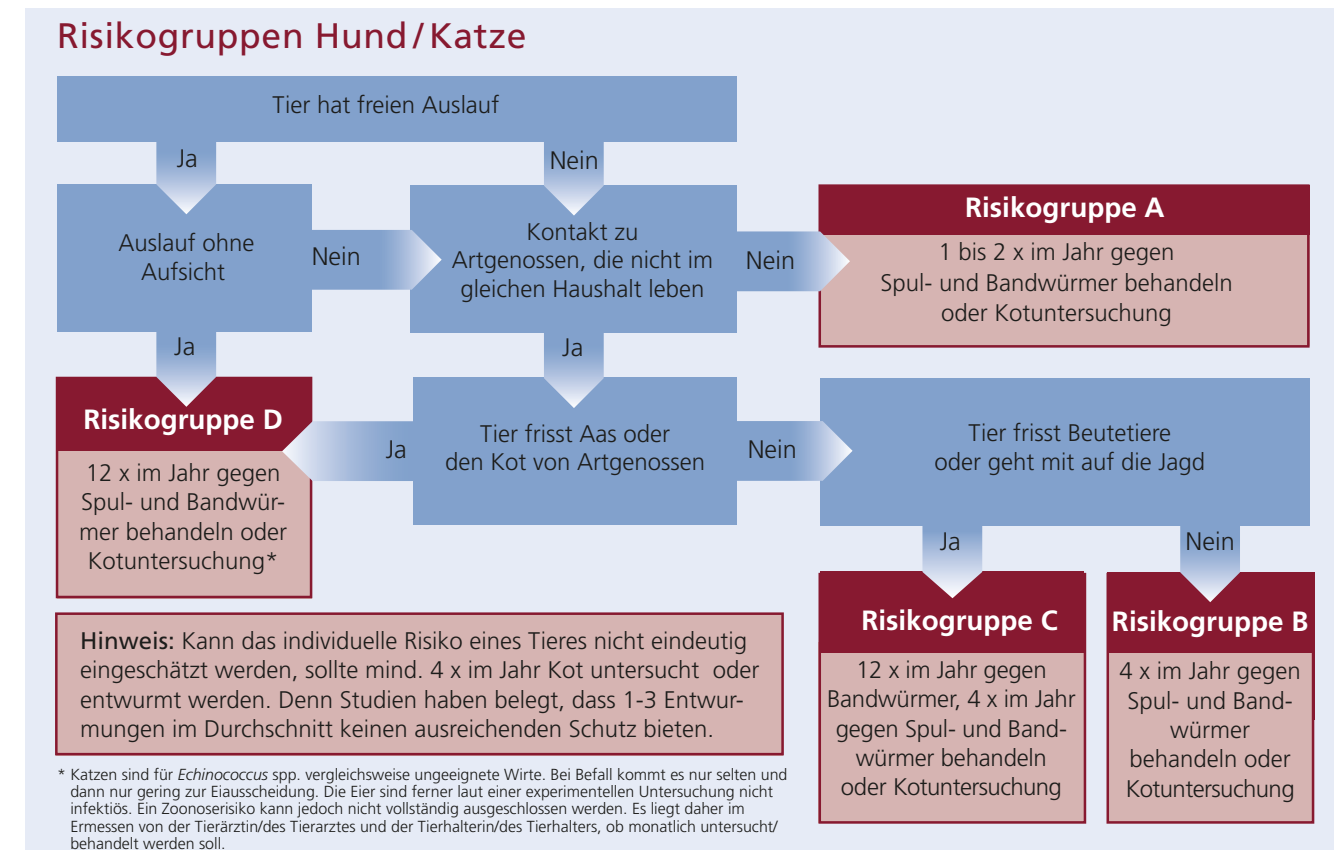 Risikogruppen Hund/Katze
Tier hat freien Auslauf
Ja
Nein
Auslauf ohne
Aufsicht
Nein
Kontakt zu
Artgenossen, die nicht im
gleichen Haushalt leben
Nein
Risikogruppe A
1 bis 2 x im Jahr gegen
Spul- und Bandwürmer behandeln
oder Kotuntersuchung
Ja
Ja
Risikogruppe D
12 x im Jahr gegen
Spul- und Bandwür-
mer behandeln oder
Kotuntersuchung*
Ja
Tier frisst Aas oder
den Kot von Artgenossen
Nein
Tier frisst Beutetiere
oder geht mit auf die Jagd
Ja
Nein
Risikogruppe C
12 x im Jahr gegen
Bandwürmer, 4 x im Jahr
gegen Spul- und Band-
würmer behandeln
oder Kotuntersuchung
Risikogruppe B
4 x im Jahr gegen
Spul- und Band-
würmer
behandeln oder
Kotuntersuchung
Hinweis: Kann das individuelle Risiko eines Tieres nicht eindeutig
eingeschätzt werden, sollte mind. 4 x im Jahr Kot untersucht oder
entwurmt werden. Denn Studien haben belegt, dass 1-3 Entwur-
mungen im Durchschnitt keinen ausreichenden Schutz bieten.
* Katzen sind für Echinococcus spp. vergleichsweise ungeeignete Wirte. Bei Befall kommt es nur selten und
dann nur gering zur Eiausscheidung. Die Eier sind ferner laut einer experimentellen Untersuchung nicht
infektiös. Ein Zoonoserisiko kann jedoch nicht vollständig ausgeschlossen werden. Es liegt daher im
Ermessen von der Tierärztin/des Tierarztes und der Tierhalterin/des Tierhalters, ob monatlich untersucht/
behandelt werden soll.